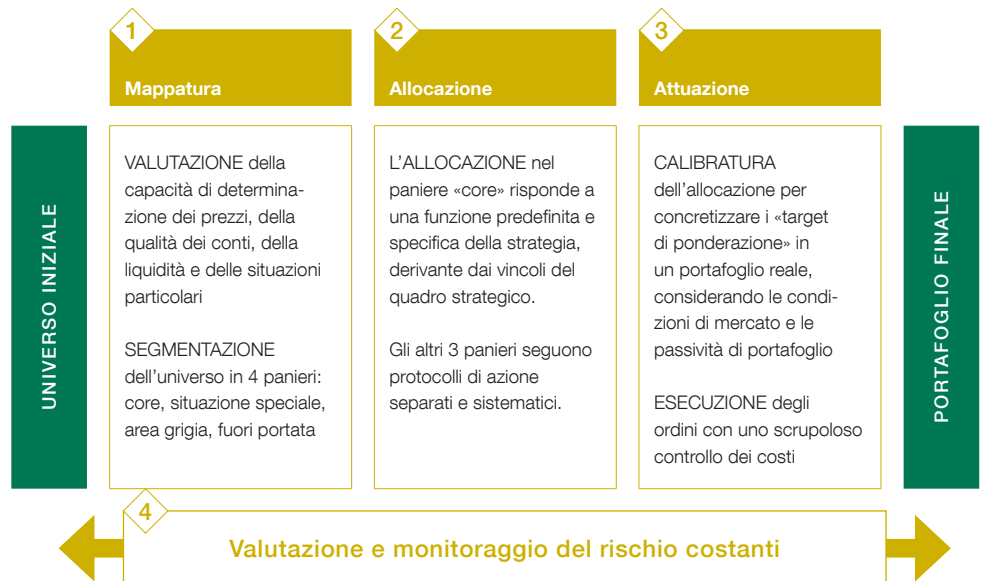 UNIVERSO INIZIALE
1
Mappatura
VALUTAZIONE della
capacità di determina-
zione dei prezzi, della
qualità dei conti, della
liquidità e delle situazioni
particolari
SEGMENTAZIONE
dell’universo in 4 panieri:
core, situazione speciale,
area grigia, fuori portata
2
Allocazione
L’ALLOCAZIONE nel
paniere «core» risponde a
una funzione predefinita e
specifica della strategia,
derivante dai vincoli del
quadro strategico.
Gli altri 3 panieri seguono
protocolli di azione
separati e sistematici.
3
Attuazione
CALIBRATURA
dell’allocazione per
concretizzare i «target
di ponderazione» in
un portafoglio reale,
considerando le condi-
zioni di mercato e le
passività di portafoglio
ESECUZIONE degli
ordini con uno scrupoloso
controllo dei costi
PORTAFOGLIO FINALE
4
Valutazione e monitoraggio del rischio costanti